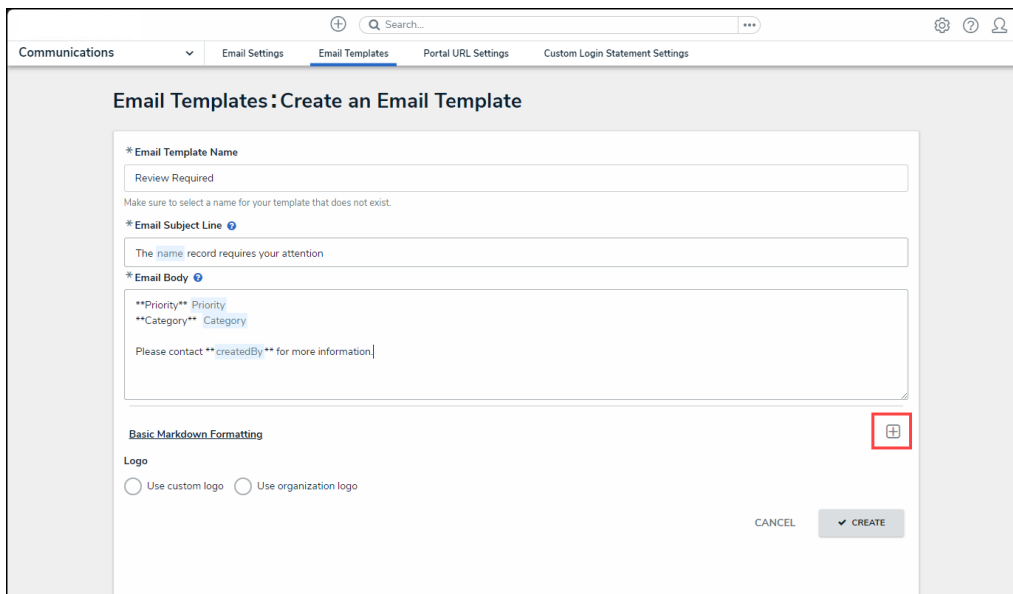 Search...
Communications
Email Settings
Email Templates
Portal URL Settings
Custom Login Statement Settings
Email Templates: Create an Email Template
* Email Template Name
Review Required
Make sure to select a name for your template that does not exist.
* Email Subject Line ?
The name record requires your attention
* Email Body ?
**Priority** Priority
**Category** Category
Please contact **createdBy** for more information.
Basic Markdown Formatting
Logo
Use custom logo Use organization logo
CANCEL ✔ CREATE